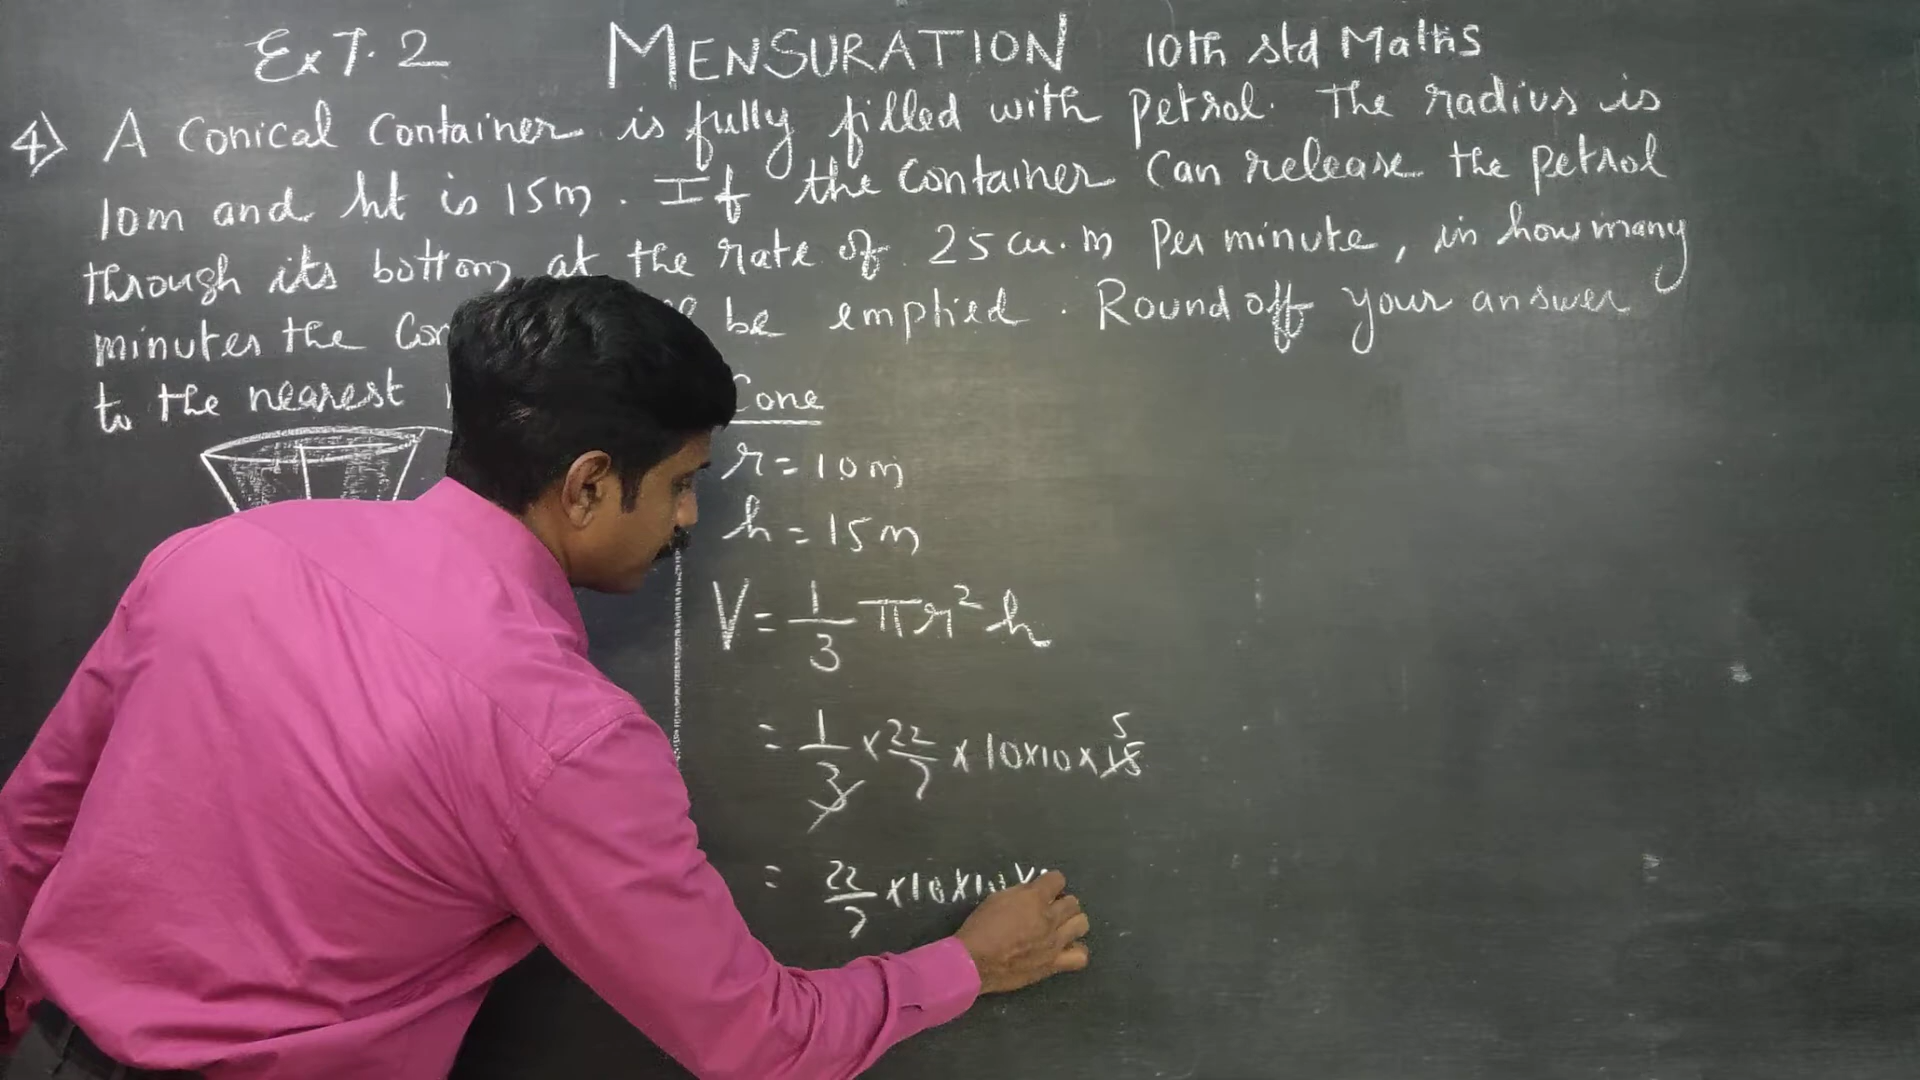 Ex 7.2 MENSURATION 10th std Maths
4) A Conical Container is fully filled with petrol. The radius is
10m and ht is 15m. If the container can release the petrol
through its bottom at the rate of 25 cu.m per minute, in how many
minutes the be emptied. Round off your answer
to the nearest
Cone
r = 10m
h = 15m
V = 1/3 πr²h
= 1/3 × 22/7 × 10×10×15 5
= 22/7 ×10×10×